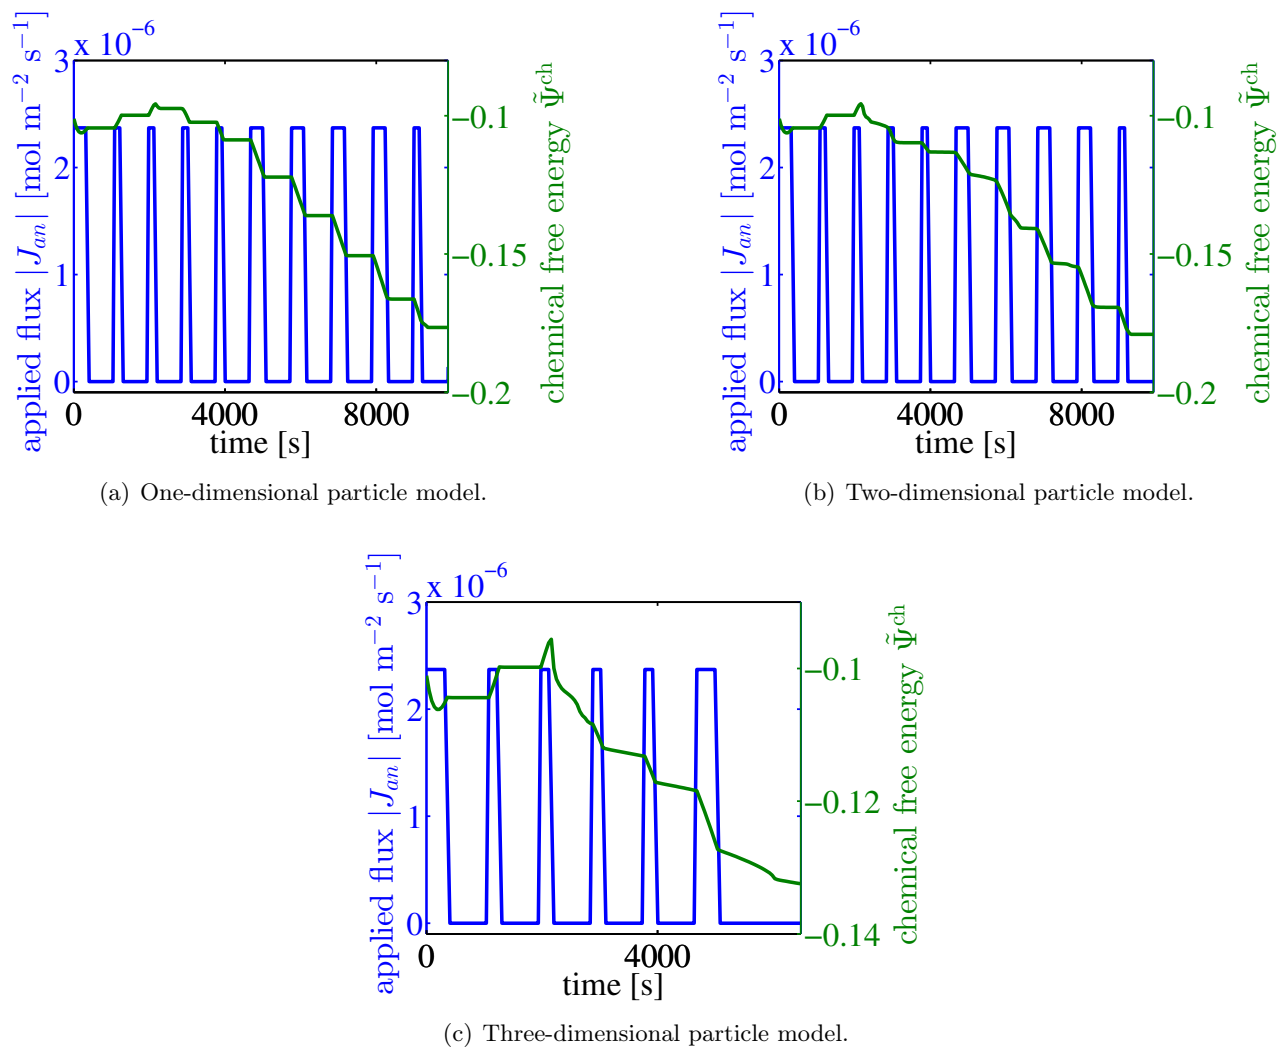 x 10−6
3
2
1
0
applied flux |Jan| [mol m−2 s−1]
−0.1
−0.15
−0.2
chemical free energy Ψ̃ch
0 4000 8000
time [s]
(a) One-dimensional particle model.
x 10−6
3
2
1
0
applied flux |Jan| [mol m−2 s−1]
−0.1
−0.15
−0.2
chemical free energy Ψ̃ch
0 4000 8000
time [s]
(b) Two-dimensional particle model.
x 10−6
3
2
1
0
applied flux |Jan| [mol m−2 s−1]
−0.1
−0.12
−0.14
chemical free energy Ψ̃ch
0 4000
time [s]
(c) Three-dimensional particle model.